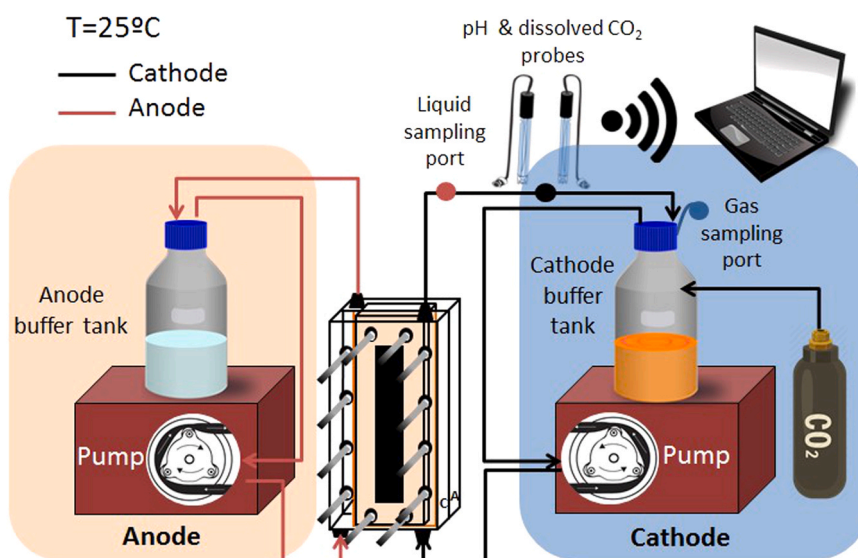 T=25ºC
Cathode
Anode
pH & dissolved CO₂
probes
Liquid
sampling
port
Gas
sampling
port
Anode
buffer tank
Cathode
buffer
tank
CO₂
Pump
Pump
C A
Anode
Cathode